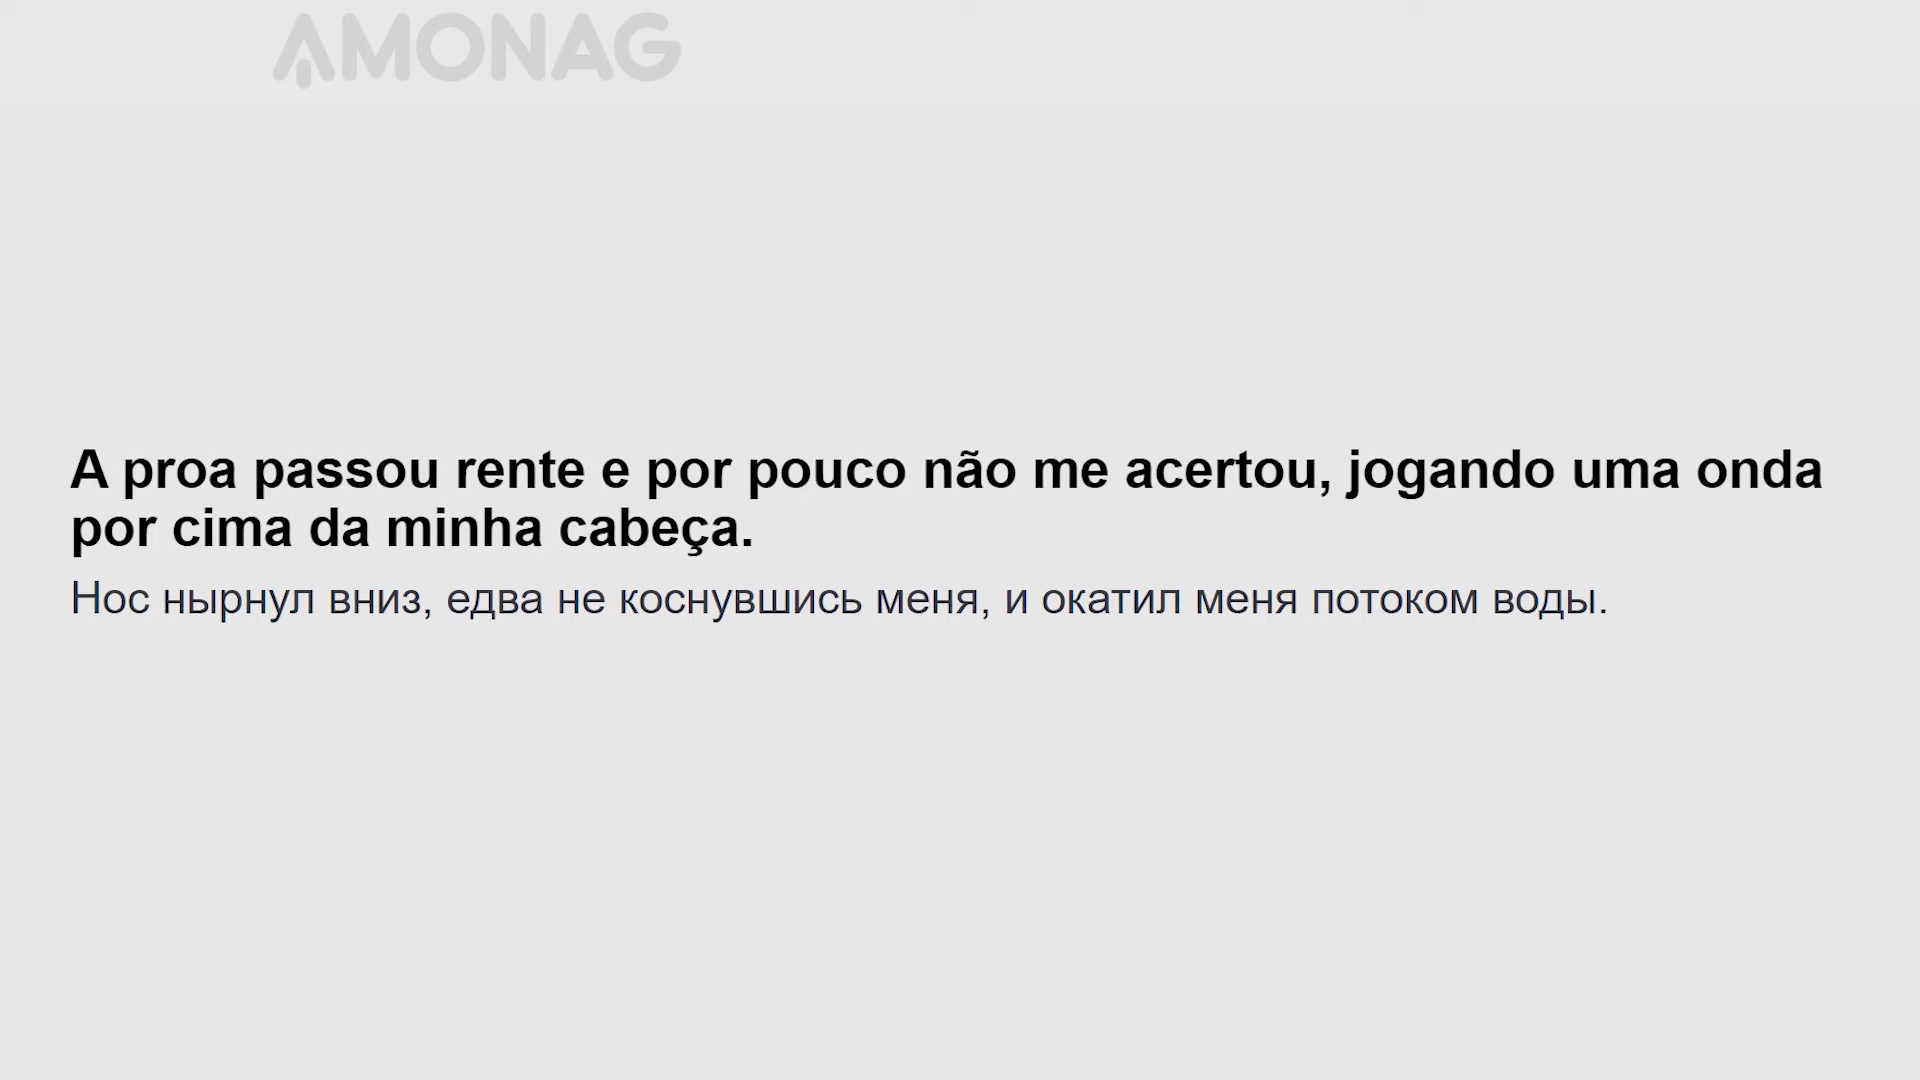 AMONAG
A proa passou rente e por pouco não me acertou, jogando uma onda
por cima da minha cabeça.
Нос нырнул вниз, едва не коснувшись меня, и окатил меня потоком воды.